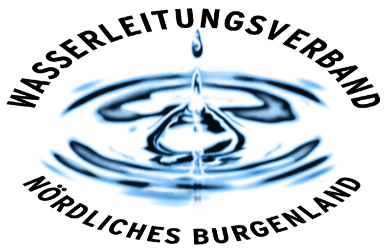 WASSERLEITUNGSVERBAND
NÖRDLICHES BURGENLAND